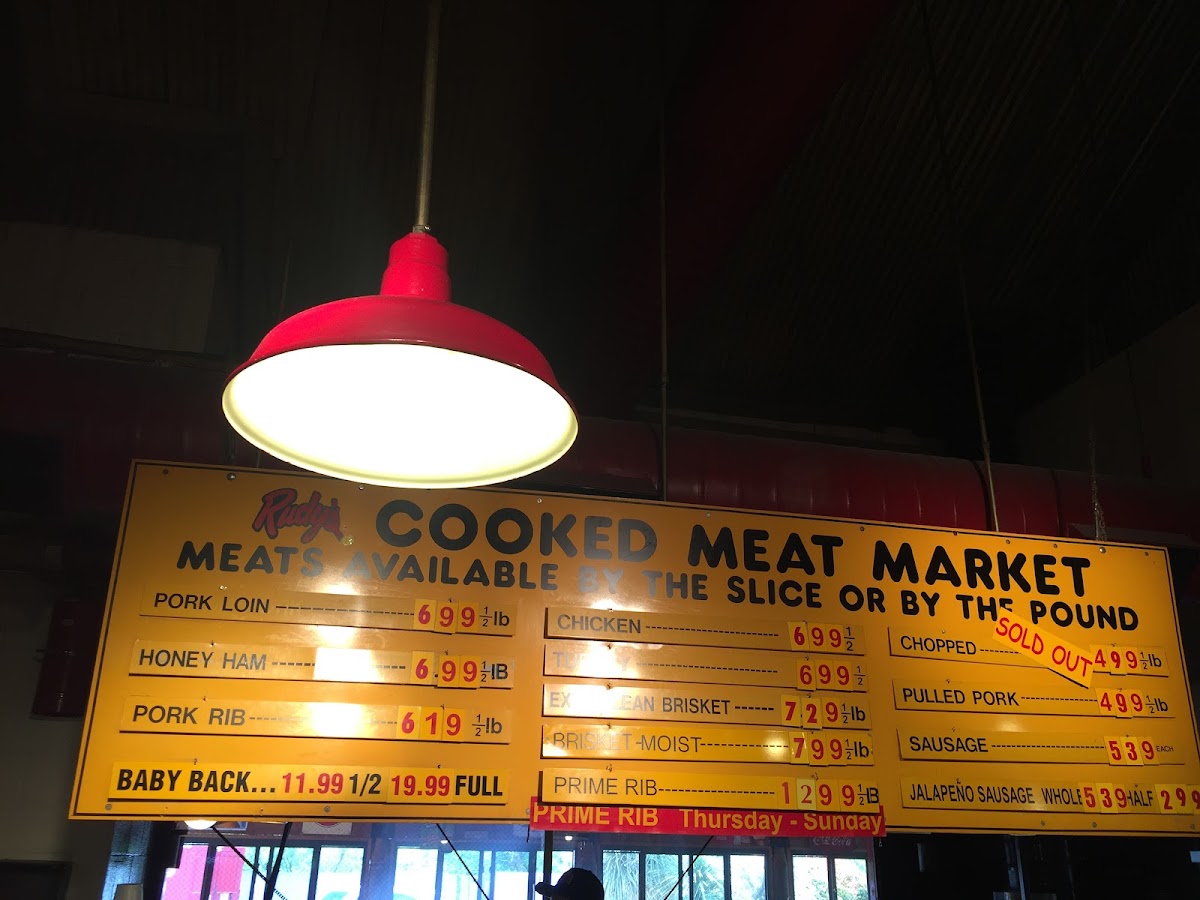 Rudy's COOKED MEAT MARKET
MEATS AVAILABLE BY THE SLICE OR BY THE POUND
PORK LOIN 6 99 1/2 lb
HONEY HAM 6.99 1/2 IB
PORK RIB 6 19 1/2 lb
BABY BACK... 11.99 1/2 19.99 FULL
CHICKEN 6 99 1/2
6 99 1/2
LEAN BRISKET 7 29 1/2 lb
BRISKET-MOIST 7 99 1/2 lb
PRIME RIB 12 99 1/2 IB
PRIME RIB Thursday - Sunday
CHOPPED 4 99 1/2 lb
SOLD OUT
PULLED PORK 4 99 1/2 lb
SAUSAGE 5 39 EACH
JALAPEÑO SAUSAGE WHOLE 5 39 HALF 2 99